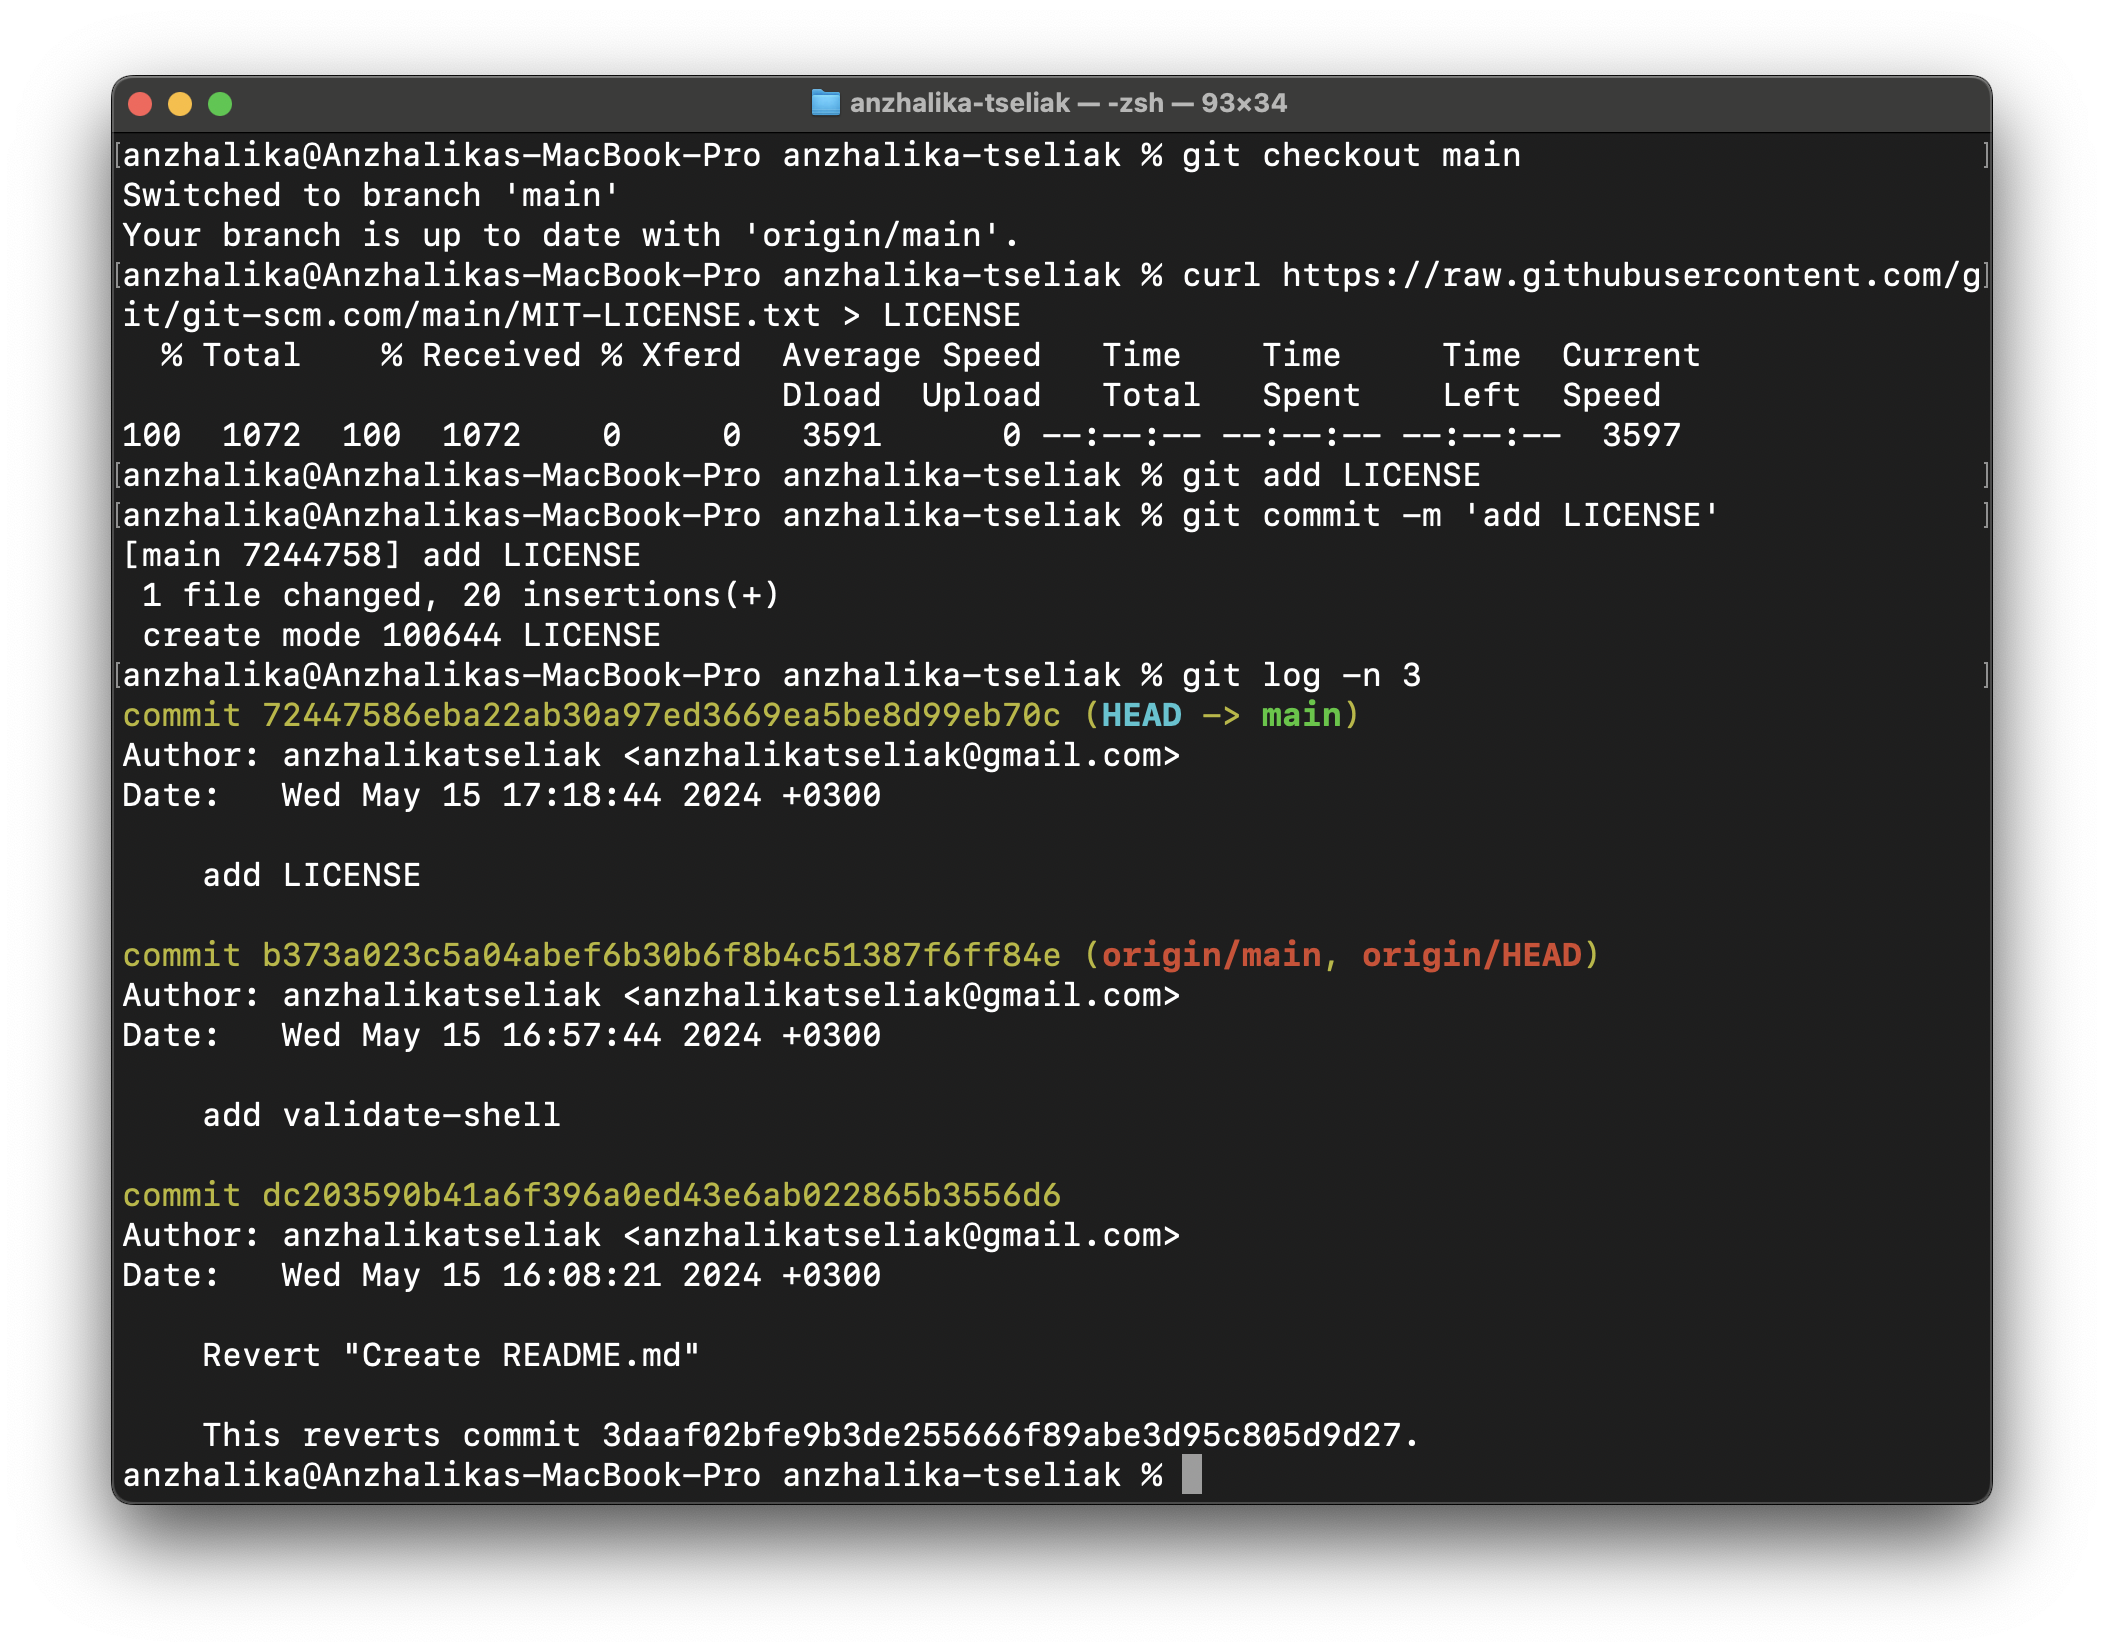 anzhalika-tseliak — -zsh — 93×34
[anzhalika@Anzhalikas-MacBook-Pro anzhalika-tseliak % git checkout main ]
Switched to branch 'main'
Your branch is up to date with 'origin/main'.
[anzhalika@Anzhalikas-MacBook-Pro anzhalika-tseliak % curl https://raw.githubusercontent.com/g]
it/git-scm.com/main/MIT-LICENSE.txt > LICENSE
  % Total    % Received % Xferd  Average Speed   Time    Time     Time  Current
                                 Dload  Upload   Total   Spent    Left  Speed
100  1072  100  1072    0     0   3591      0 --:--:-- --:--:-- --:--:--  3597
[anzhalika@Anzhalikas-MacBook-Pro anzhalika-tseliak % git add LICENSE ]
[anzhalika@Anzhalikas-MacBook-Pro anzhalika-tseliak % git commit -m 'add LICENSE' ]
[main 7244758] add LICENSE
 1 file changed, 20 insertions(+)
 create mode 100644 LICENSE
[anzhalika@Anzhalikas-MacBook-Pro anzhalika-tseliak % git log -n 3 ]
commit 72447586eba22ab30a97ed3669ea5be8d99eb70c (HEAD -> main)
Author: anzhalikatseliak <anzhalikatseliak@gmail.com>
Date:   Wed May 15 17:18:44 2024 +0300
    add LICENSE
commit b373a023c5a04abef6b30b6f8b4c51387f6ff84e (origin/main, origin/HEAD)
Author: anzhalikatseliak <anzhalikatseliak@gmail.com>
Date:   Wed May 15 16:57:44 2024 +0300
    add validate-shell
commit dc203590b41a6f396a0ed43e6ab022865b3556d6
Author: anzhalikatseliak <anzhalikatseliak@gmail.com>
Date:   Wed May 15 16:08:21 2024 +0300
    Revert "Create README.md"
    This reverts commit 3daaf02bfe9b3de255666f89abe3d95c805d9d27.
anzhalika@Anzhalikas-MacBook-Pro anzhalika-tseliak %